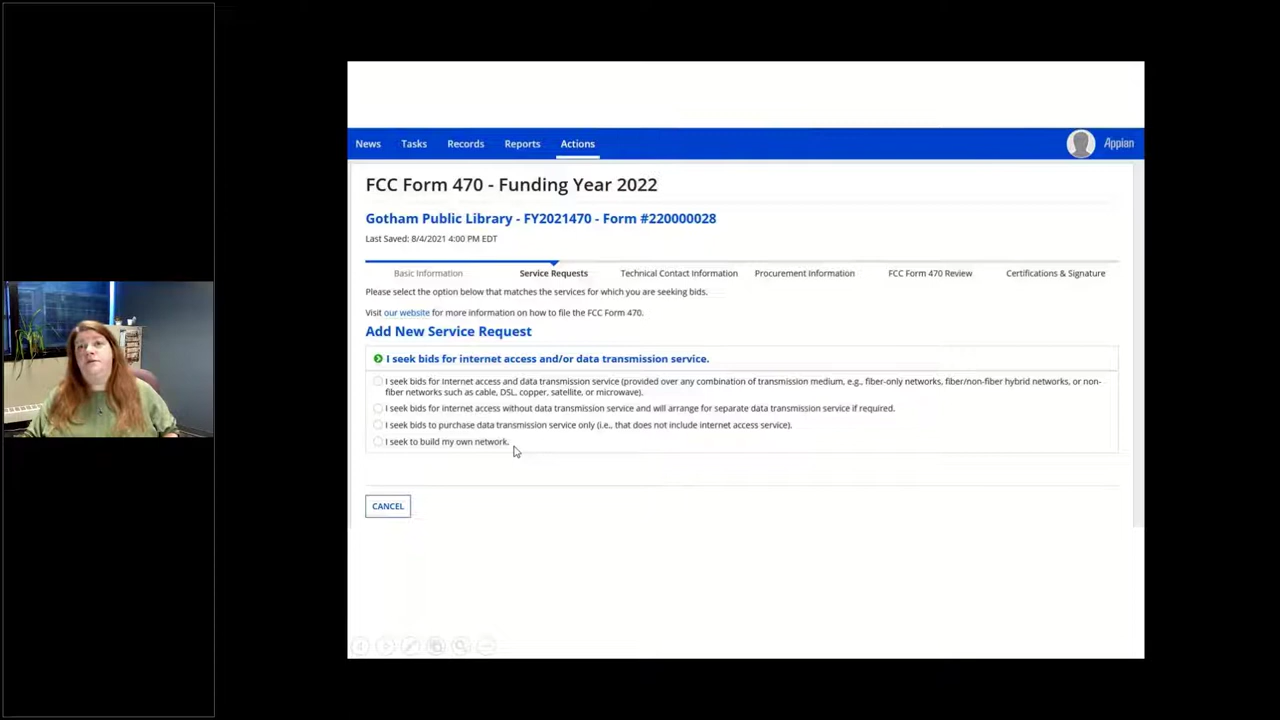 News Tasks Records Reports Actions Appian
FCC Form 470 - Funding Year 2022
Gotham Public Library - FY2021470 - Form #220000028
Last Saved: 8/4/2021 4:00 PM EDT
Basic Information Service Requests Technical Contact Information Procurement Information FCC Form 470 Review Certifications & Signature
Please select the option below that matches the services for which you are seeking bids.
Visit our website for more information on how to file the FCC Form 470.
Add New Service Request
I seek bids for internet access and/or data transmission service.
I seek bids for Internet access and data transmission service (provided over any combination of transmission medium, e.g., fiber-only networks, fiber/non-fiber hybrid networks, or non-
fiber networks such as cable, DSL, copper, satellite, or microwave).
I seek bids for internet access without data transmission service and will arrange for separate data transmission service if required.
I seek bids to purchase data transmission service only (i.e., that does not include internet access service).
I seek to build my own network.
CANCEL